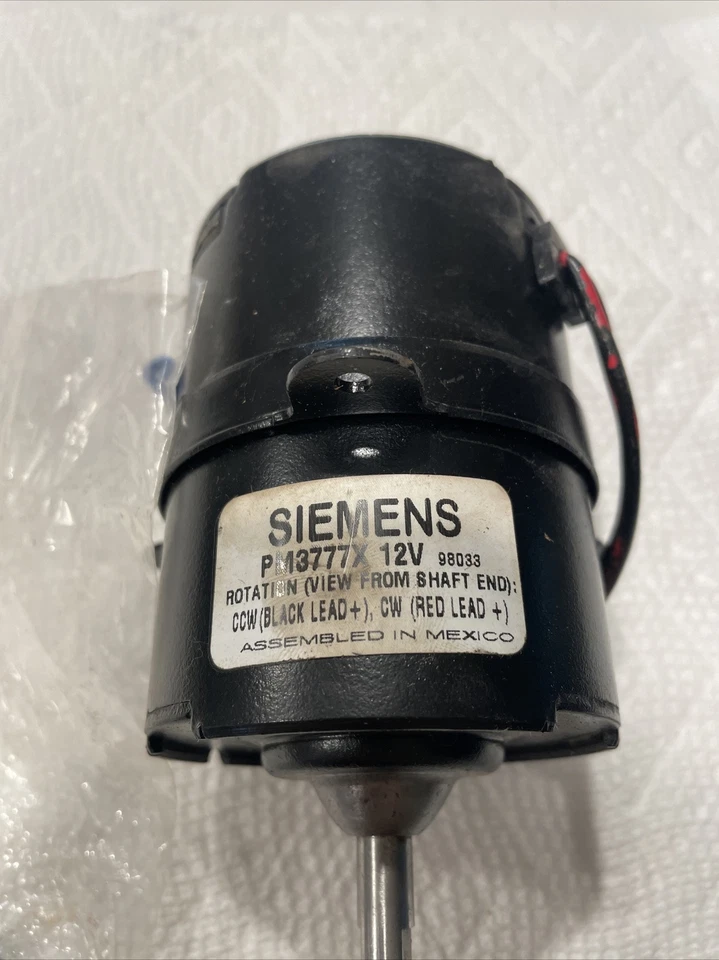 SIEMENS
PM3777X 12V 98033
ROTATION (VIEW FROM SHAFT END):
CCW (BLACK LEAD +), CW (RED LEAD +)
ASSEMBLED IN MEXICO